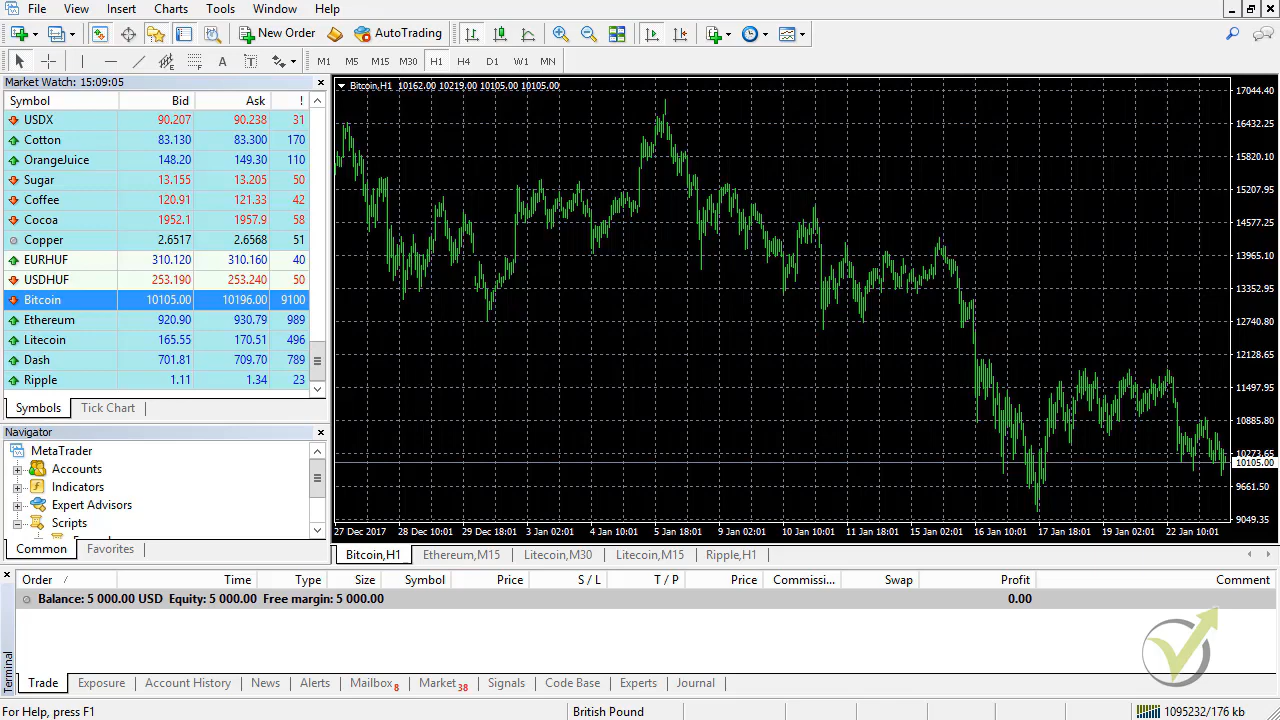 File View Insert Charts Tools Window Help
New Order AutoTrading
A T M1 M5 M15 M30 H1 H4 D1 W1 MN
Market Watch: 15:09:05
Symbol Bid Ask !
USDX 90.207 90.238 31
Cotton 83.130 83.300 170
OrangeJuice 148.20 149.30 110
Sugar 13.155 13.205 50
Coffee 120.91 121.33 42
Cocoa 1952.1 1957.9 58
Copper 2.6517 2.6568 51
EURHUF 310.120 310.160 40
USDHUF 253.190 253.240 50
Bitcoin 10105.00 10196.00 9100
Ethereum 920.90 930.79 989
Litecoin 165.55 170.51 496
Dash 701.81 709.70 789
Ripple 1.11 1.34 23
Symbols Tick Chart
Navigator
MetaTrader
Accounts
Indicators
Expert Advisors
Scripts
Common Favorites
Bitcoin,H1 10162.00 10219.00 10105.00 10105.00
17044.40
16432.25
15820.10
15207.95
14577.25
13965.10
13352.95
12740.80
12128.65
11497.95
10885.80
10273.65
10105.00
9661.50
9049.35
27 Dec 2017 28 Dec 10:01 29 Dec 18:01 3 Jan 02:01 4 Jan 10:01 5 Jan 18:01 9 Jan 02:01 10 Jan 10:01 11 Jan 18:01 15 Jan 02:01 16 Jan 10:01 17 Jan 18:01 19 Jan 02:01 22 Jan 10:01
Bitcoin,H1 Ethereum,M15 Litecoin,M30 Litecoin,M15 Ripple,H1
Order / Time Type Size Symbol Price S / L T / P Price Commissi... Swap Profit Comment
Balance: 5 000.00 USD Equity: 5 000.00 Free margin: 5 000.00 0.00
Terminal
Trade Exposure Account History News Alerts Mailbox 8 Market 38 Signals Code Base Experts Journal
For Help, press F1 British Pound 1095232/176 kb